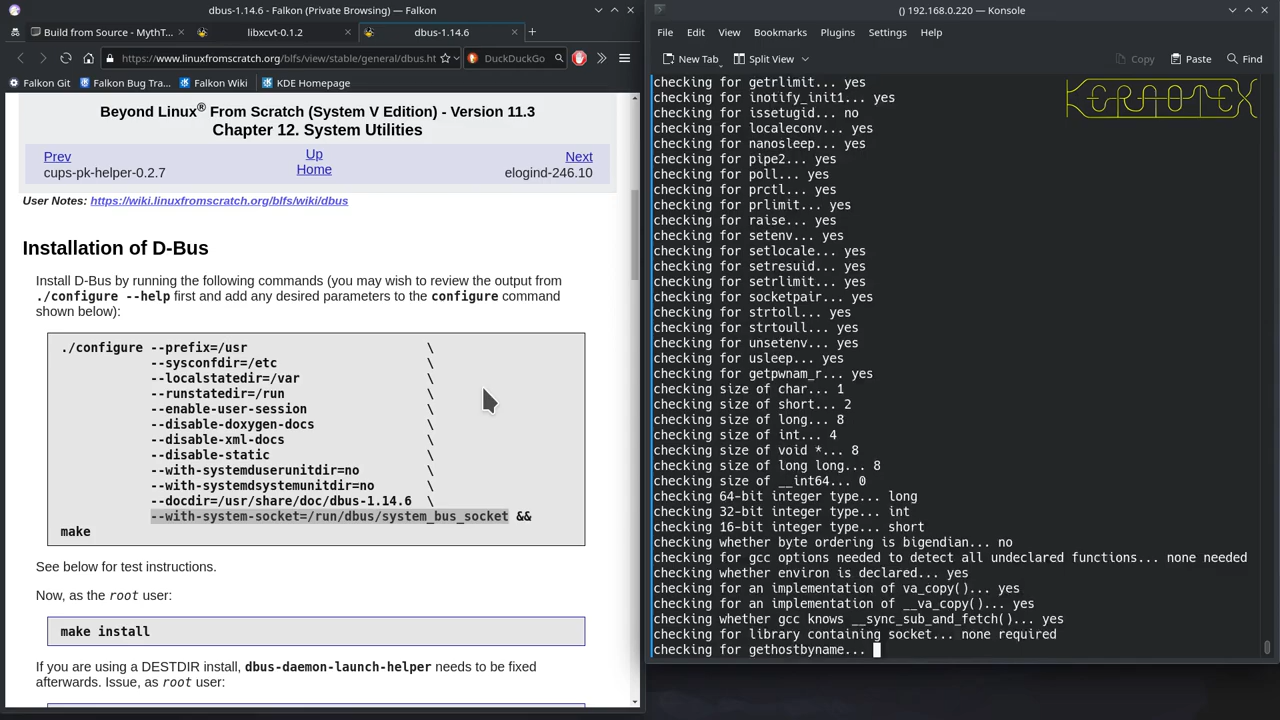 dbus-1.14.6 - Falkon (Private Browsing) — Falkon
Build from Source - MythT...
libxcvt-0.1.2
dbus-1.14.6
https://www.linuxfromscratch.org/blfs/view/stable/general/dbus.ht
DuckDuckGo
Falkon Git
Falkon Bug Tra...
Falkon Wiki
KDE Homepage
Beyond Linux® From Scratch (System V Edition) - Version 11.3
Chapter 12. System Utilities
Prev
Up
Next
cups-pk-helper-0.2.7
Home
elogind-246.10
User Notes: https://wiki.linuxfromscratch.org/blfs/wiki/dbus
Installation of D-Bus
Install D-Bus by running the following commands (you may wish to review the output from
./configure --help first and add any desired parameters to the configure command
shown below):
./configure --prefix=/usr \
--sysconfdir=/etc \
--localstatedir=/var \
--runstatedir=/run \
--enable-user-session \
--disable-doxygen-docs \
--disable-xml-docs \
--disable-static \
--with-systemduserunitdir=no \
--with-systemdsystemunitdir=no \
--docdir=/usr/share/doc/dbus-1.14.6 \
--with-system-socket=/run/dbus/system_bus_socket &&
make
See below for test instructions.
Now, as the root user:
make install
If you are using a DESTDIR install, dbus-daemon-launch-helper needs to be fixed
afterwards. Issue, as root user:
() 192.168.0.220 — Konsole
File Edit View Bookmarks Plugins Settings Help
New Tab
Split View
Copy
Paste
Find
KERAOTEX
checking for getrlimit... yes
checking for inotify_init1... yes
checking for issetugid... no
checking for localeconv... yes
checking for nanosleep... yes
checking for pipe2... yes
checking for poll... yes
checking for prctl... yes
checking for prlimit... yes
checking for raise... yes
checking for setenv... yes
checking for setlocale... yes
checking for setresuid... yes
checking for setrlimit... yes
checking for socketpair... yes
checking for strtoll... yes
checking for strtoull... yes
checking for unsetenv... yes
checking for usleep... yes
checking for getpwnam_r... yes
checking size of char... 1
checking size of short... 2
checking size of long... 8
checking size of int... 4
checking size of void *... 8
checking size of long long... 8
checking size of __int64... 0
checking 64-bit integer type... long
checking 32-bit integer type... int
checking 16-bit integer type... short
checking whether byte ordering is bigendian... no
checking for gcc options needed to detect all undeclared functions... none needed
checking whether environ is declared... yes
checking for an implementation of va_copy()... yes
checking for an implementation of __va_copy()... yes
checking whether gcc knows __sync_sub_and_fetch()... yes
checking for library containing socket... none required
checking for gethostbyname...